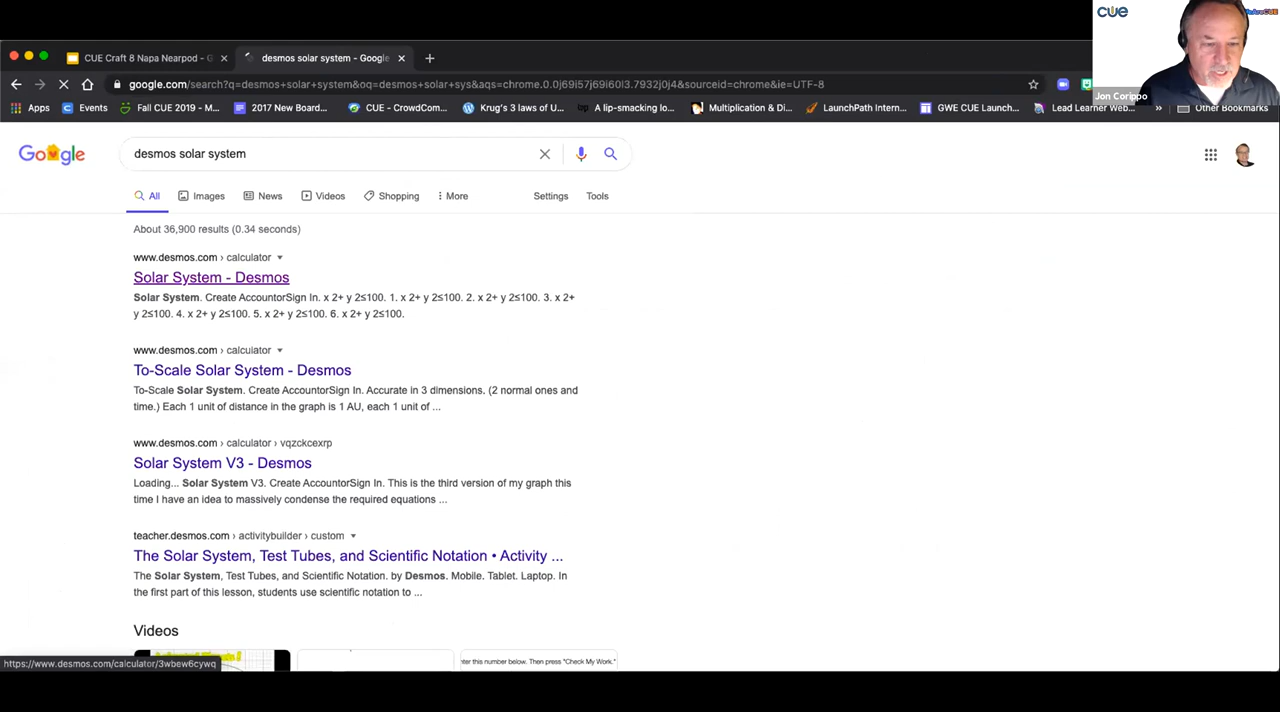 CUE
CUE Craft 8 Napa Nearpod - G
desmos solar system - Google
google.com/search?q=desmos+solar+system&oq=desmos+solar+sys&aqs=chrome.0.0j69i57j69i60l3.7932j0j4&sourceid=chrome&ie=UTF-8
Jon Corippo
Apps
Events
Fall CUE 2019 - M...
2017 New Board...
CUE - CrowdCom...
Krug's 3 laws of U...
A lip-smacking lo...
Multiplication & Di...
LaunchPath Intern...
GWE CUE Launch...
Lead Learner Web...
»
Other Bookmarks
Google
desmos solar system
All
Images
News
Videos
Shopping
More
Settings
Tools
About 36,900 results (0.34 seconds)
www.desmos.com › calculator
Solar System - Desmos
Solar System. Create AccountorSign In. x 2+ y 2≤100. 1. x 2+ y 2≤100. 2. x 2+ y 2≤100. 3. x 2+
y 2≤100. 4. x 2+ y 2≤100. 5. x 2+ y 2≤100. 6. x 2+ y 2≤100.
www.desmos.com › calculator
To-Scale Solar System - Desmos
To-Scale Solar System. Create AccountorSign In. Accurate in 3 dimensions. (2 normal ones and
time.) Each 1 unit of distance in the graph is 1 AU, each 1 unit of ...
www.desmos.com › calculator › vqzckcexrp
Solar System V3 - Desmos
Loading... Solar System V3. Create AccountorSign In. This is the third version of my graph this
time I have an idea to massively condense the required equations ...
teacher.desmos.com › activitybuilder › custom
The Solar System, Test Tubes, and Scientific Notation • Activity ...
The Solar System, Test Tubes, and Scientific Notation. by Desmos. Mobile. Tablet. Laptop. In
the first part of this lesson, students use scientific notation to ...
Videos
enter this number below. Then press "Check My Work."
https://www.desmos.com/calculator/3wbew6cywq